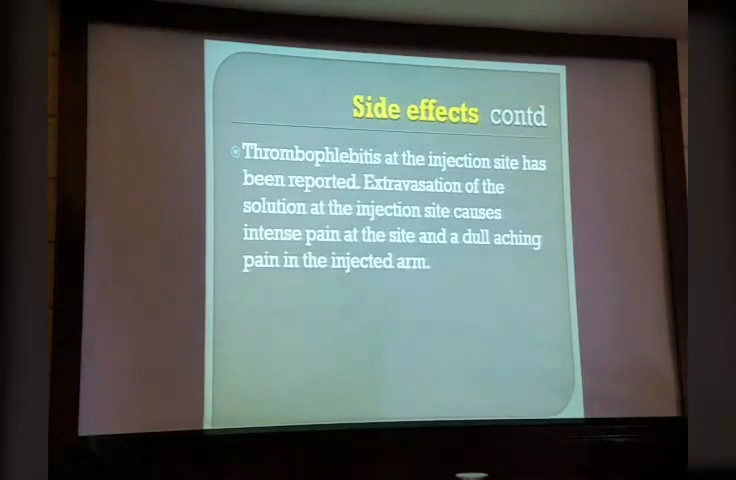 Side effects contd
Thrombophlebitis at the injection site has
been reported. Extravasation of the
solution at the injection site causes
intense pain at the site and a dull aching
pain in the injected arm.